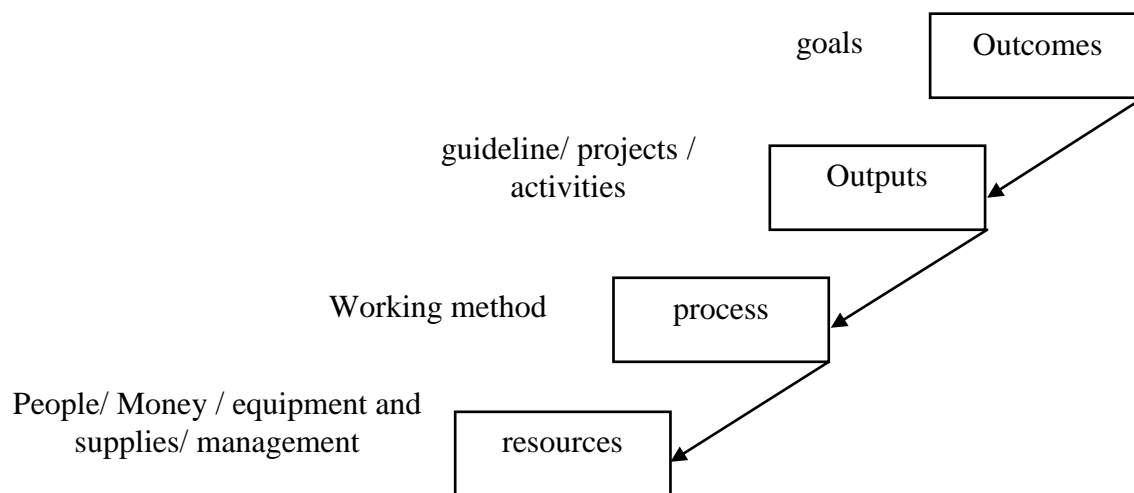 goals
Outcomes
guideline/ projects /
activities
Outputs
Working method
process
People/ Money / equipment and
supplies/ management
resources